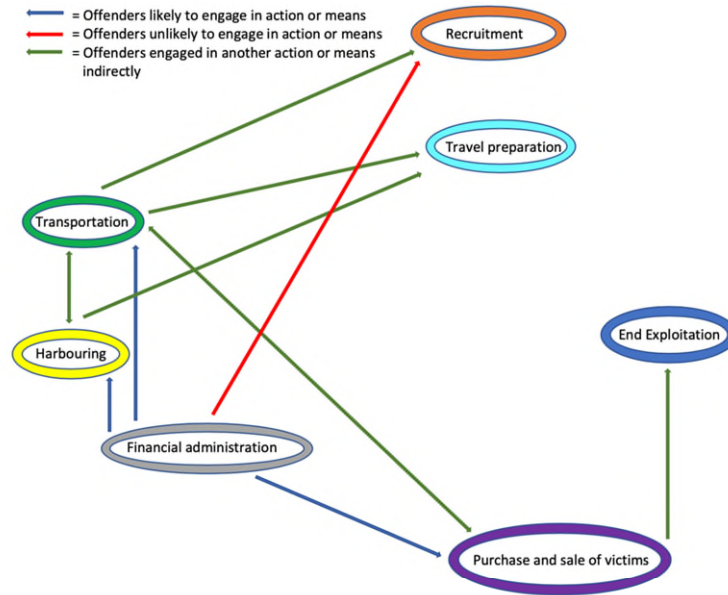 = Offenders likely to engage in action or means
= Offenders unlikely to engage in action or means
= Offenders engaged in another action or means
indirectly
Recruitment
Travel preparation
Transportation
End Exploitation
Harbouring
Financial administration
Purchase and sale of victims